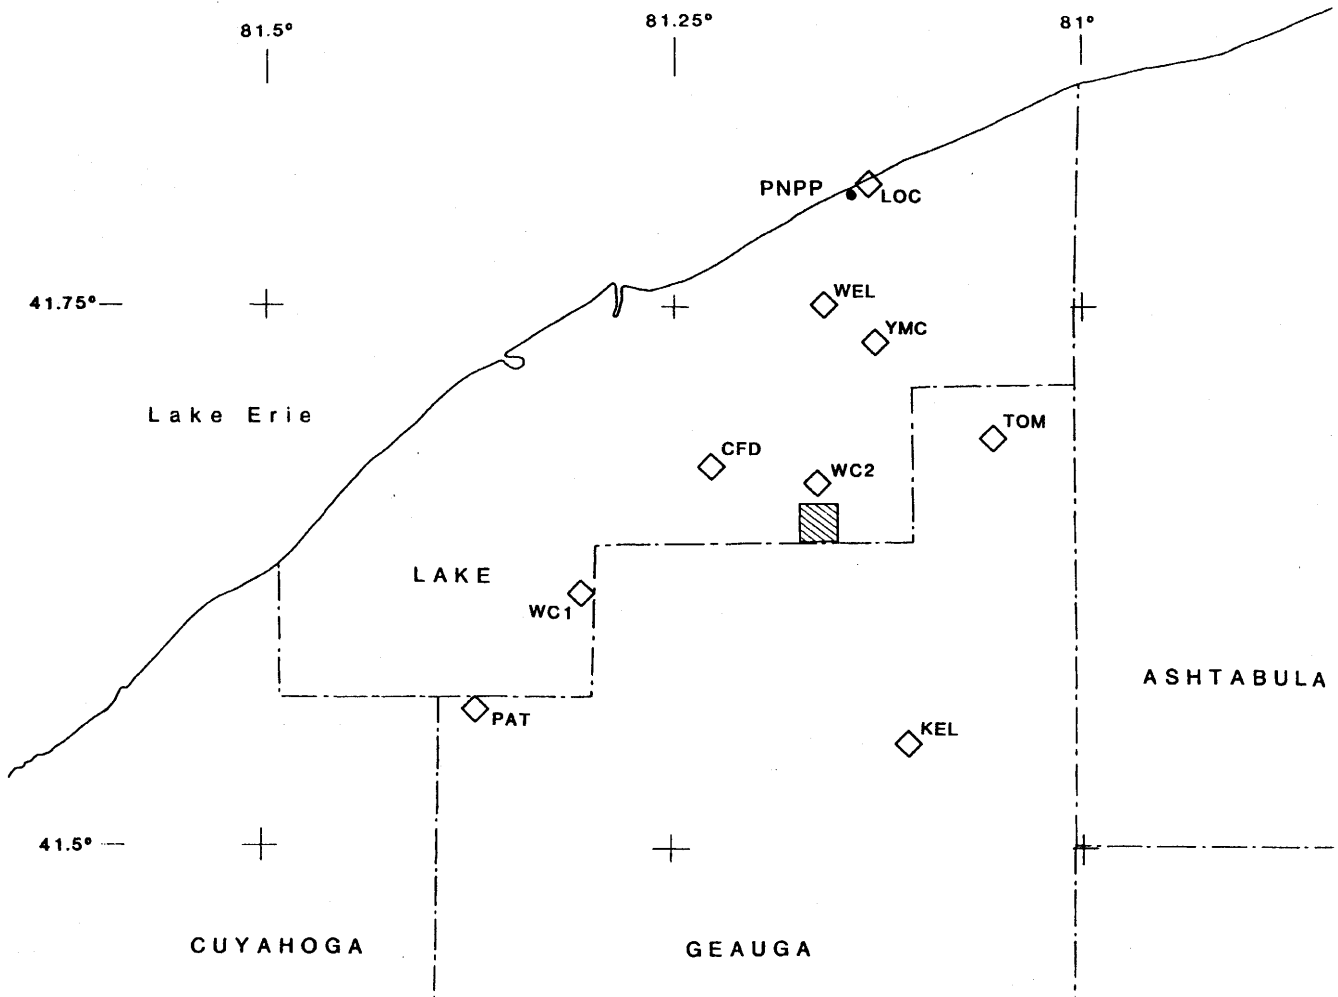 81.5°
81.25°
81°
PNPP
LOC
41.75°
WEL
YMC
Lake Erie
TOM
CFD
WC2
LAKE
WC1
ASHTABULA
PAT
KEL
41.5°
CUYAHOGA
GEAUGA